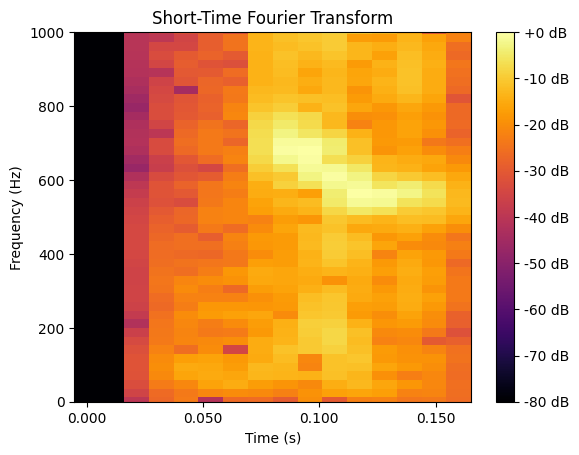 Short-Time Fourier Transform
1000
800
600
400
200
0
Frequency (Hz)
0.000
0.050
0.100
0.150
Time (s)
+0 dB
-10 dB
-20 dB
-30 dB
-40 dB
-50 dB
-60 dB
-70 dB
-80 dB